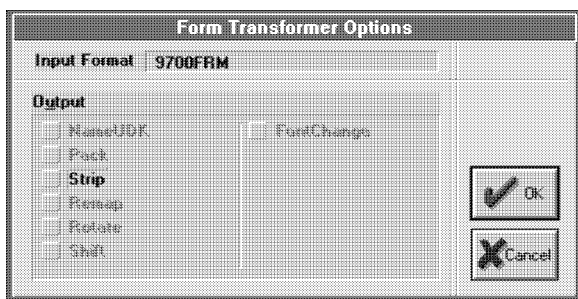 Form Transformer Options
Input Format 9700FRM
Output
NameUDK FontChange
Pack
Strip
Remap
Rotate
Shift
OK
Cancel